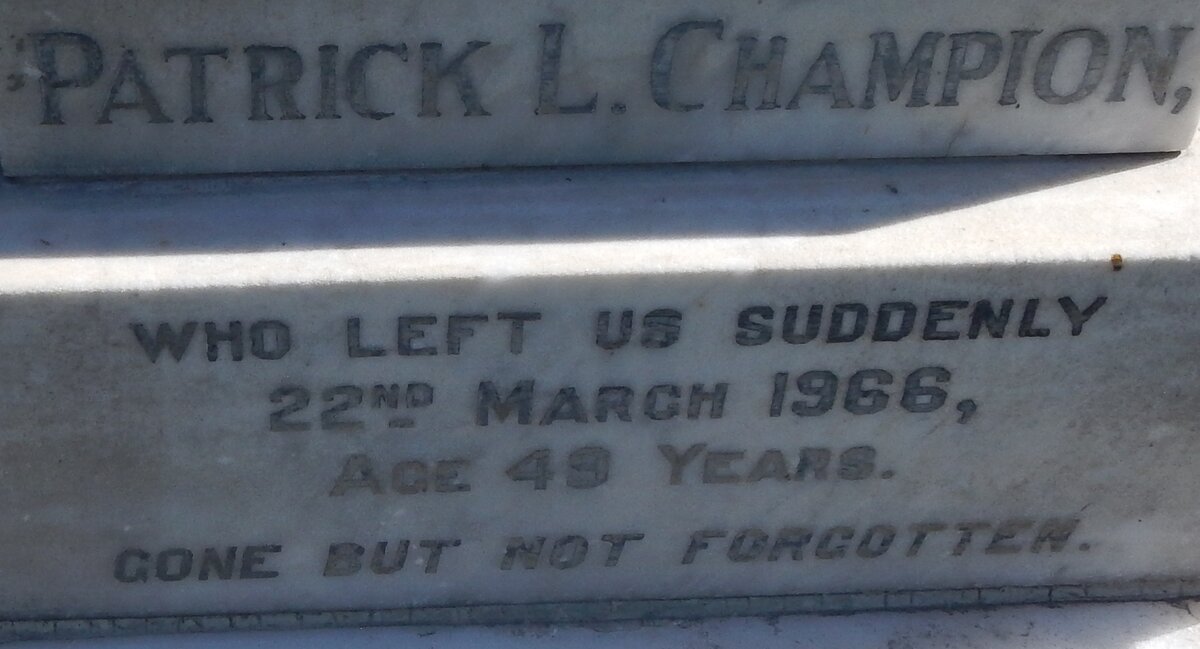 PATRICK L. CHAMPION,
WHO LEFT US SUDDENLY
22ND MARCH 1966,
AGE 49 YEARS.
GONE BUT NOT FORGOTTEN.